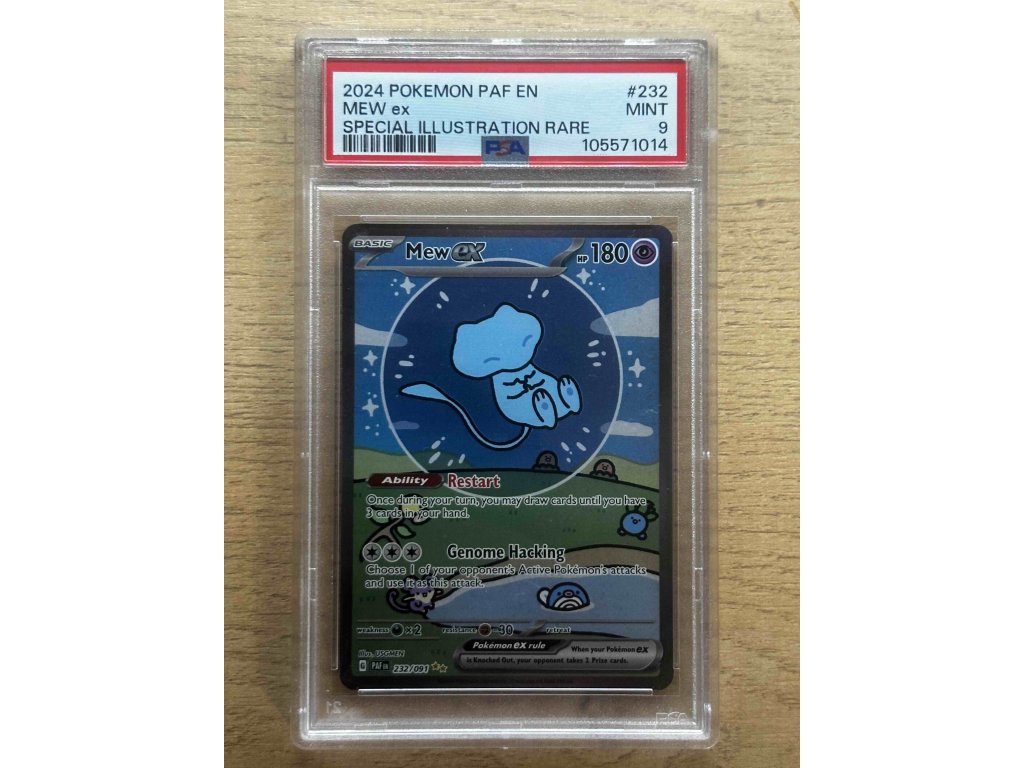 2024 POKEMON PAF EN #232
MEW ex MINT
SPECIAL ILLUSTRATION RARE 9
PSA 105571014
BASIC Mew ex HP 180
Ability Restart
Once during your turn, you may draw cards until you have
3 cards in your hand.
Genome Hacking
Choose 1 of your opponent's Active Pokémon's attacks
and use it as this attack.
weakness ×2 resistance -30 retreat
Illus. USGMEN
Pokémon ex rule When your Pokémon ex
is Knocked Out, your opponent takes 2 Prize cards.
G PAF EN 232/091
PSA